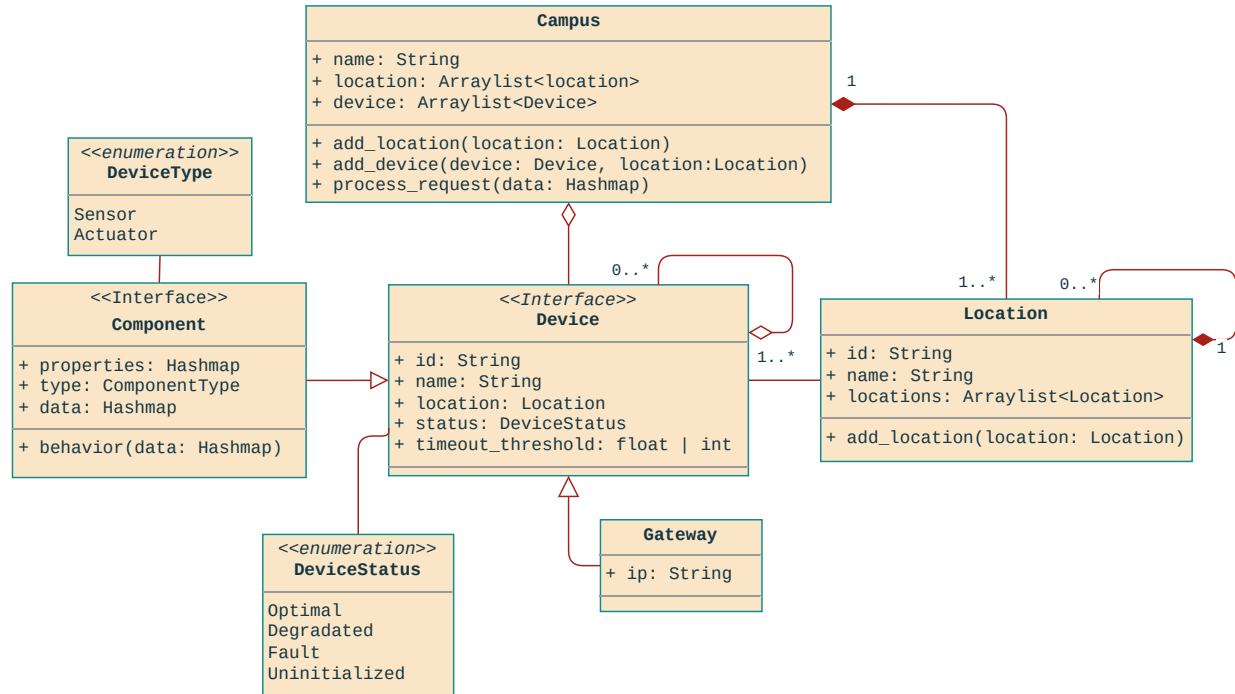 Campus
+ name: String
+ location: Arraylist<location>
+ device: Arraylist<Device>
+ add_location(location: Location)
+ add_device(device: Device, location:Location)
+ process_request(data: Hashmap)
1
<<enumeration>>
DeviceType
Sensor
Actuator
<<Interface>>
Component
+ properties: Hashmap
+ type: ComponentType
+ data: Hashmap
+ behavior(data: Hashmap)
0..*
<<Interface>>
Device
+ id: String
+ name: String
+ location: Location
+ status: DeviceStatus
+ timeout_threshold: float | int
1..*
1..*
0..*
Location
+ id: String
+ name: String
+ locations: Arraylist<Location>
+ add_location(location: Location)
1
<<enumeration>>
DeviceStatus
Optimal
Degradated
Fault
Uninitialized
Gateway
+ ip: String